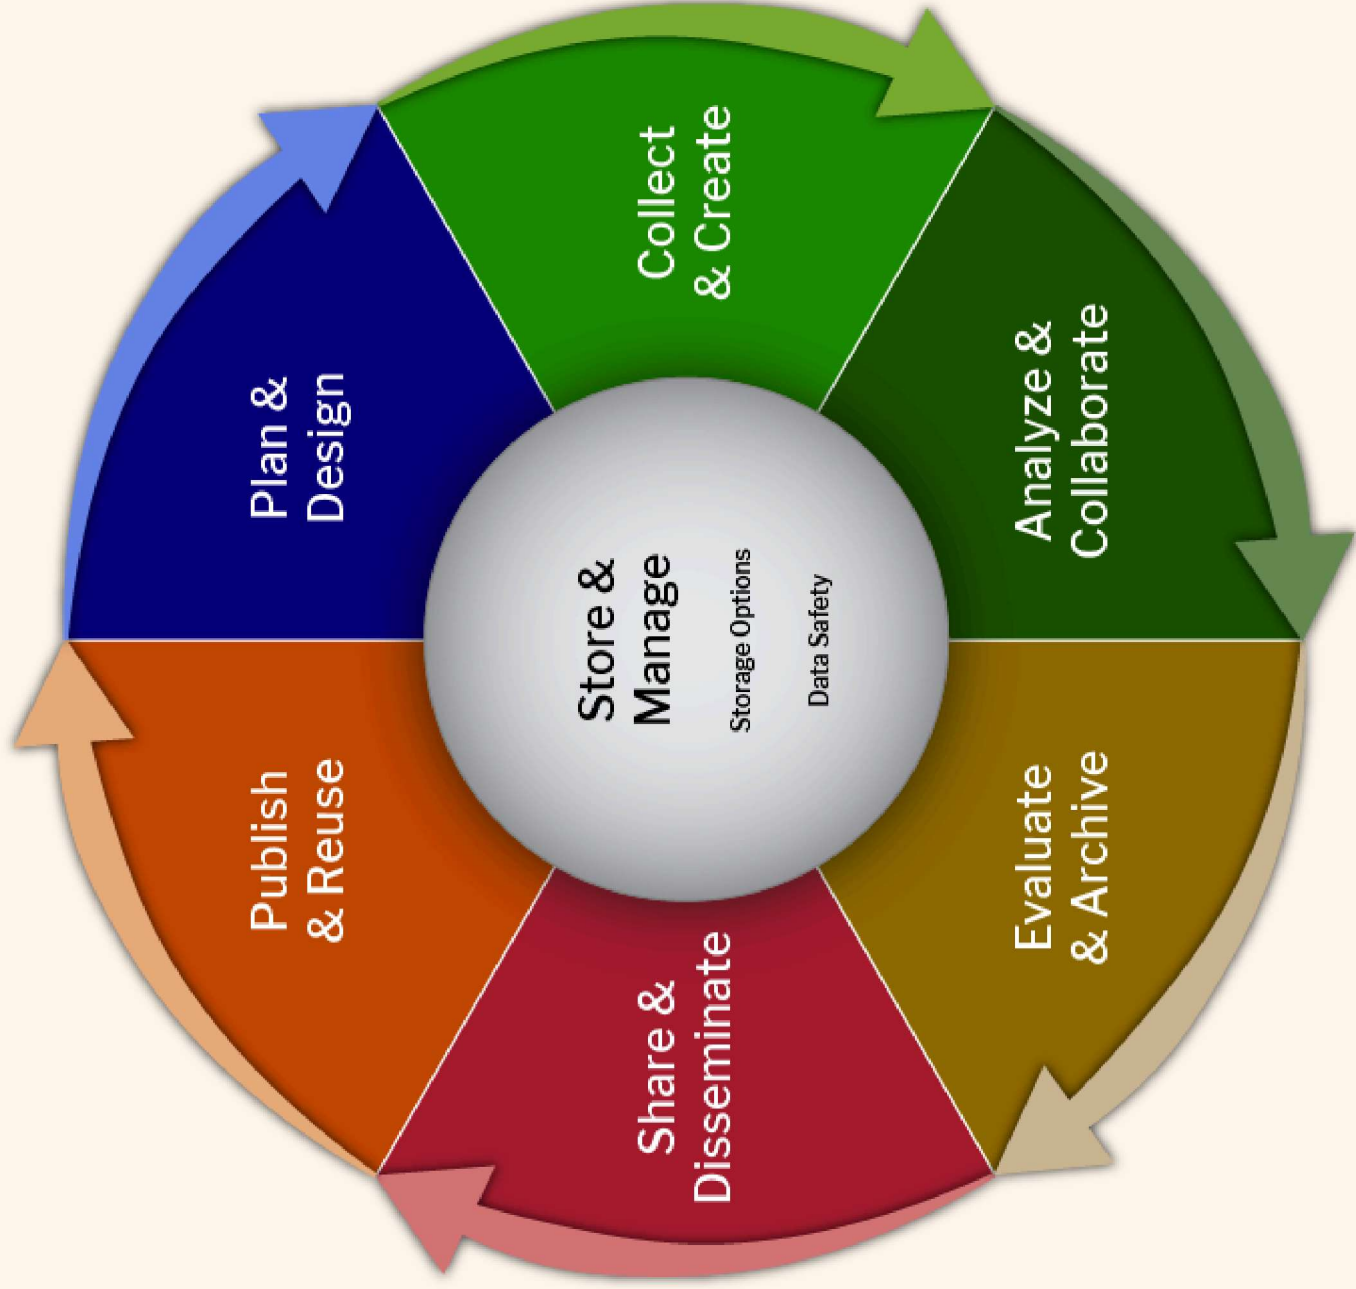 Plan &
Design
Collect
& Create
Analyze &
Collaborate
Evaluate
& Archive
Share &
Disseminate
Publish
& Reuse
Store &
Manage
Storage Options
Data Safety